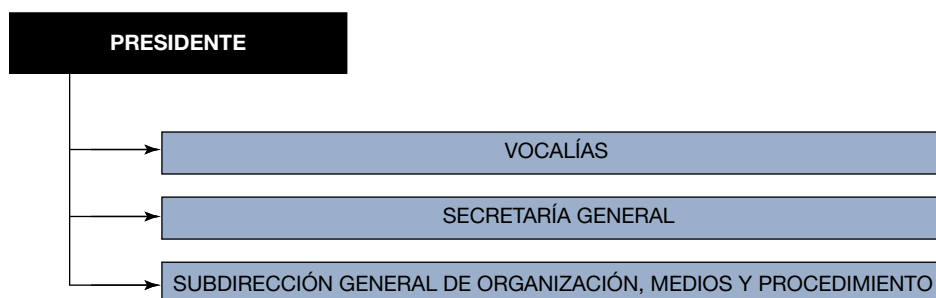 PRESIDENTE
VOCALÍAS
SECRETARÍA GENERAL
SUBDIRECCIÓN GENERAL DE ORGANIZACIÓN, MEDIOS Y PROCEDIMIENTO